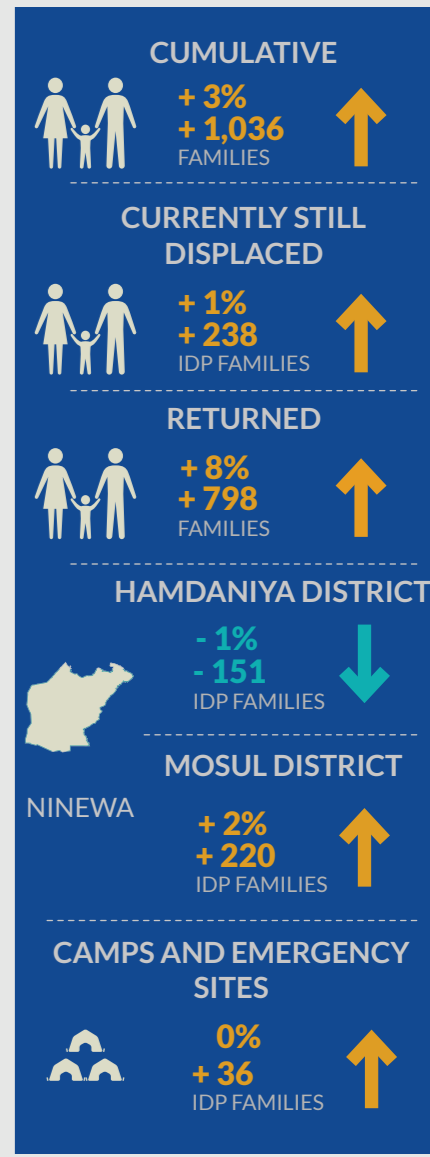 CUMULATIVE
+ 3%
+ 1,036
FAMILIES
CURRENTLY STILL
DISPLACED
+ 1%
+ 238
IDP FAMILIES
RETURNED
+ 8%
+ 798
FAMILIES
HAMDANIYA DISTRICT
- 1%
- 151
IDP FAMILIES
MOSUL DISTRICT
NINEWA
+ 2%
+ 220
IDP FAMILIES
CAMPS AND EMERGENCY
SITES
0%
+ 36
IDP FAMILIES